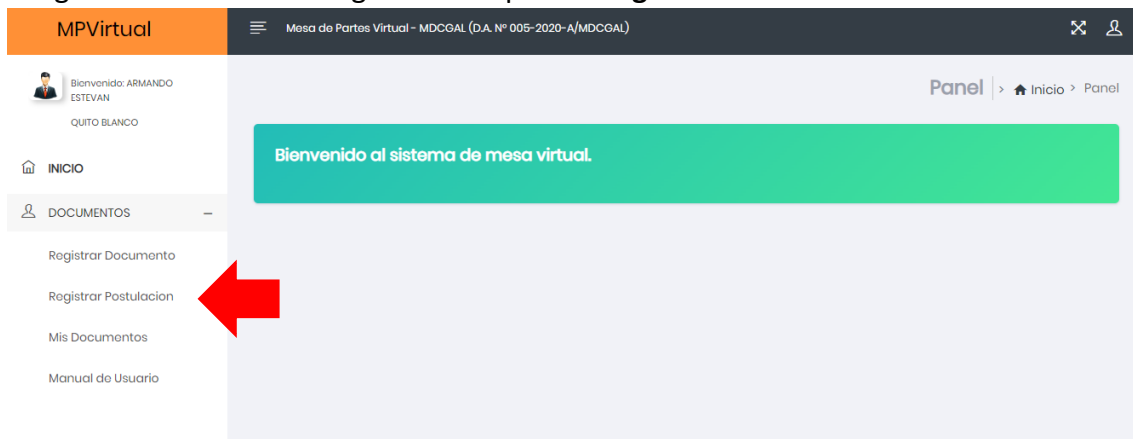 MPVirtual
Mesa de Partes Virtual - MDCGAL (D.A. Nº 005-2020-A/MDCGAL)
Bienvenido: ARMANDO
ESTEVAN
QUITO BLANCO
Panel > Inicio > Panel
Bienvenido al sistema de mesa virtual.
INICIO
DOCUMENTOS
Registrar Documento
Registrar Postulacion
Mis Documentos
Manual de Usuario